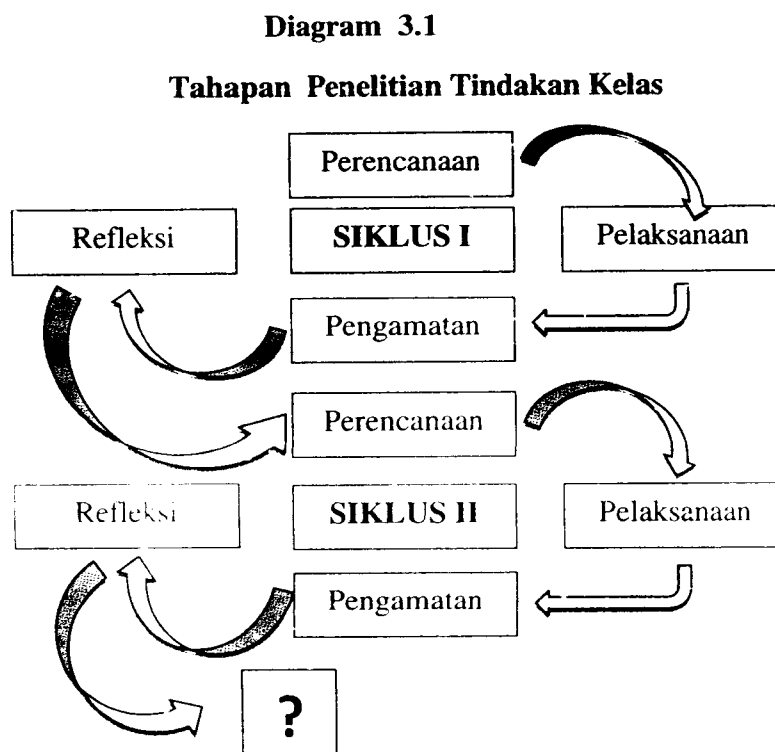 Diagram 3.1
Tahapan Penelitian Tindakan Kelas
Perencanaan
Refleksi
SIKLUS I
Pelaksanaan
Pengamatan
Perencanaan
Refleksi
SIKLUS II
Pelaksanaan
Pengamatan
?